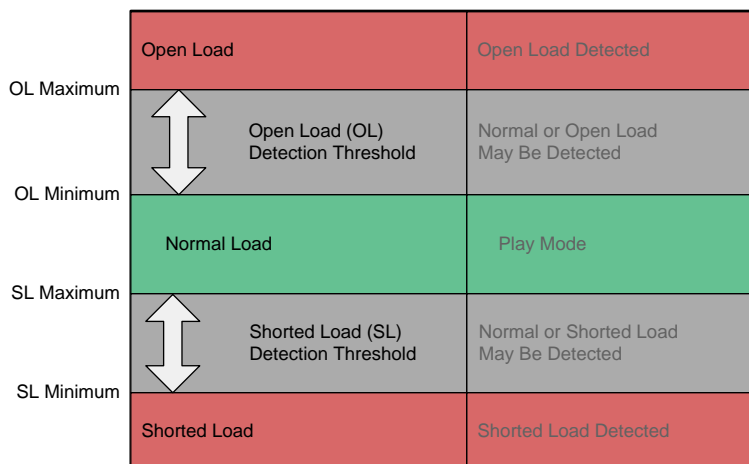 Open Load
Open Load Detected
OL Maximum
Open Load (OL)
Detection Threshold
Normal or Open Load
May Be Detected
OL Minimum
Normal Load
Play Mode
SL Maximum
Shorted Load (SL)
Detection Threshold
Normal or Shorted Load
May Be Detected
SL Minimum
Shorted Load
Shorted Load Detected